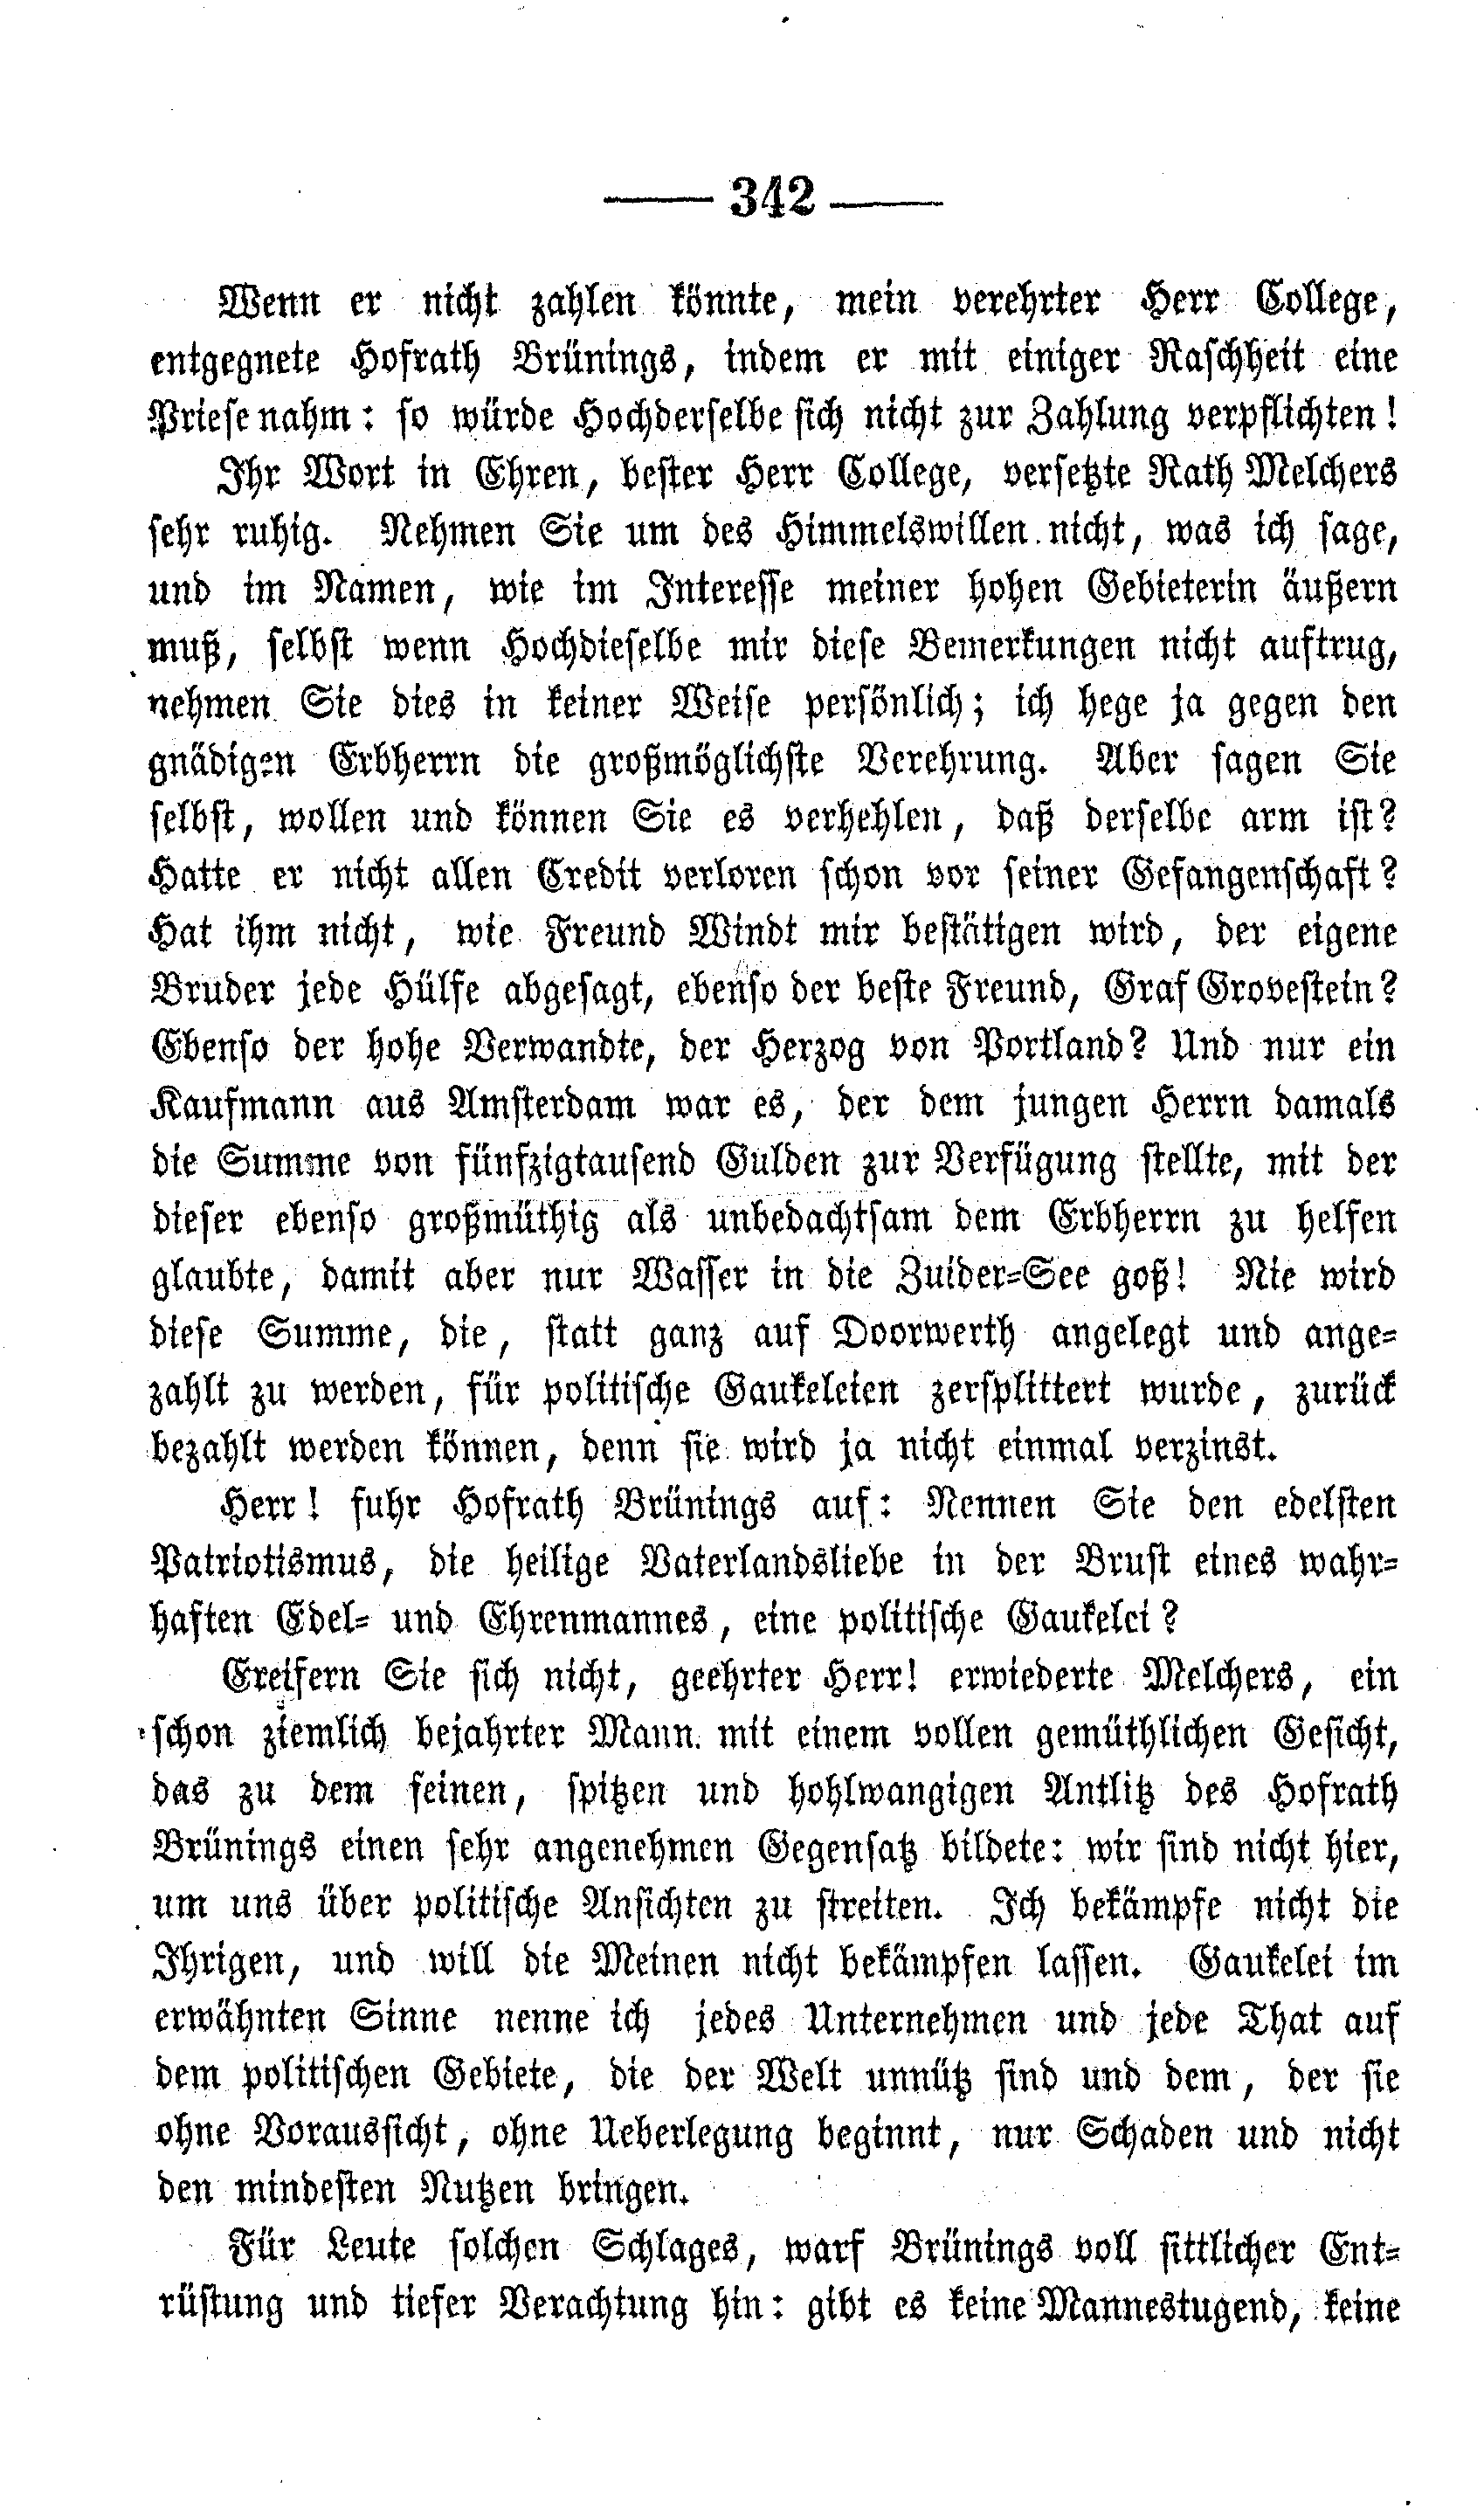 —— 342 ——
Wenn er nicht zahlen könnte, mein verehrter Herr College,
entgegnete Hofrath Brünings, indem er mit einiger Raschheit eine
Priese nahm: so würde Hochderselbe sich nicht zur Zahlung verpflichten!
Ihr Wort in Ehren, bester Herr College, versetzte Rath Melchers
sehr ruhig. Nehmen Sie um des Himmelswillen nicht, was ich sage,
und im Namen, wie im Interesse meiner hohen Gebieterin äußern
muß, selbst wenn Hochdieselbe mir diese Bemerkungen nicht auftrug,
nehmen Sie dies in keiner Weise persönlich; ich hege ja gegen den
gnädigen Erbherrn die großmöglichste Verehrung. Aber sagen Sie
selbst, wollen und können Sie es verhehlen, daß derselbe arm ist?
Hatte er nicht allen Credit verloren schon vor seiner Gefangenschaft?
Hat ihm nicht, wie Freund Windt mir bestätigen wird, der eigene
Bruder jede Hülfe abgesagt, ebenso der beste Freund, Graf Grovestein?
Ebenso der hohe Verwandte, der Herzog von Portland? Und nur ein
Kaufmann aus Amsterdam war es, der dem jungen Herrn damals
die Summe von fünfzigtausend Gulden zur Verfügung stellte, mit der
dieser ebenso großmüthig als unbedachtsam dem Erbherrn zu helfen
glaubte, damit aber nur Wasser in die Zuider-See goß! Nie wird
diese Summe, die, statt ganz auf Doorwerth angelegt und ange-
zahlt zu werden, für politische Gaukeleien zersplittert wurde, zurück
bezahlt werden können, denn sie wird ja nicht einmal verzinst.
Herr! fuhr Hofrath Brünings auf: Nennen Sie den edelsten
Patriotismus, die heilige Vaterlandsliebe in der Brust eines wahr-
haften Edel- und Ehrenmannes, eine politische Gaukelei?
Ereifern Sie sich nicht, geehrter Herr! erwiederte Melchers, ein
schon ziemlich bejahrter Mann mit einem vollen gemüthlichen Gesicht,
das zu dem feinen, spitzen und hohlwangigen Antlitz des Hofrath
Brünings einen sehr angenehmen Gegensatz bildete: wir sind nicht hier,
um uns über politische Ansichten zu streiten. Ich bekämpfe nicht die
Ihrigen, und will die Meinen nicht bekämpfen lassen. Gaukelei im
erwähnten Sinne nenne ich jedes Unternehmen und jede That auf
dem politischen Gebiete, die der Welt unnütz sind und dem, der sie
ohne Voraussicht, ohne Ueberlegung beginnt, nur Schaden und nicht
den mindesten Nutzen bringen.
Für Leute solchen Schlages, warf Brünings voll sittlicher Ent-
rüstung und tiefer Verachtung hin: gibt es keine Mannestugend, keine